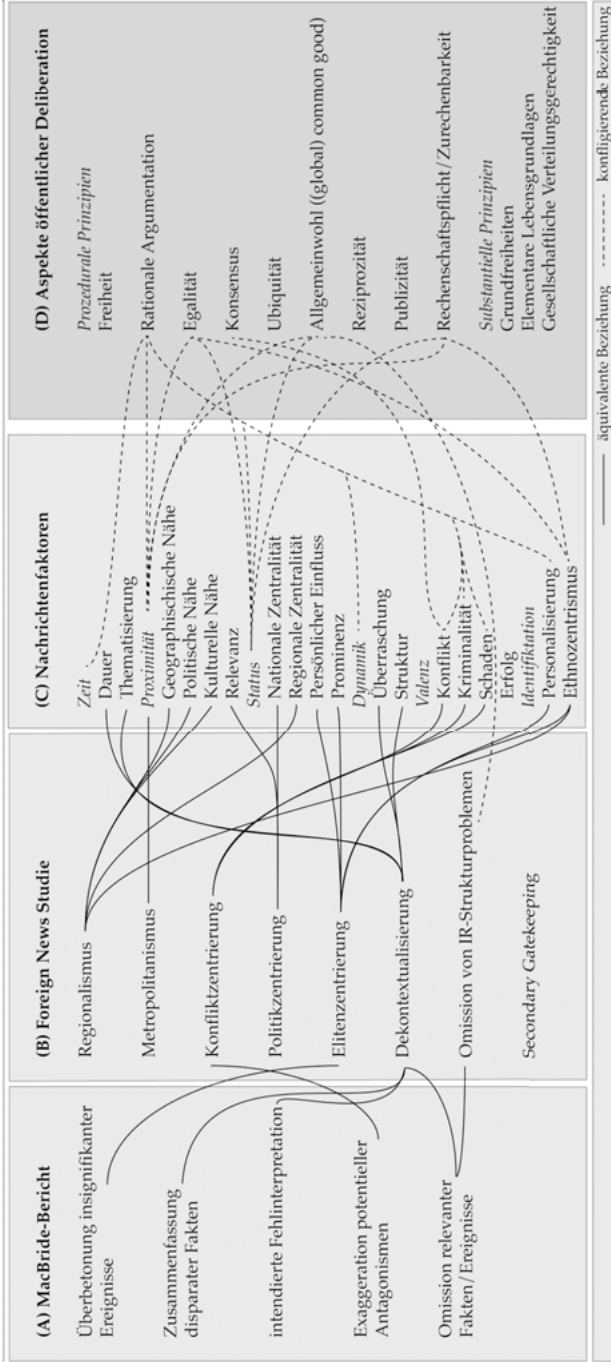 (A) MacBride-Bericht
Überbetonung insignifikanter
Ereignisse
Zusammenfassung
disparater Fakten
intendierte Fehlinterpretation
Exaggeration potentieller
Antagonismen
Omission relevanter
Fakten/Ereignisse
(B) Foreign News Studie
Regionalismus
Metropolitanismus
Konfliktzentrierung
Politikzentrierung
Elitenzentrierung
Dekontextualisierung
Omission von IR-Strukturproblemen
Secondary Gatekeeping
(C) Nachrichtenfaktoren
Zeit
Dauer
Thematisierung
Proximität
Geographischische Nähe
Politische Nähe
Kulturelle Nähe
Relevanz
Status
Nationale Zentralität
Regionale Zentralität
Persönlicher Einfluss
Prominenz
Dynamik
Überraschung
Struktur
Valenz
Konflikt
Kriminalität
Schaden
Erfolg
Identifiktation
Personalisierung
Ethnozentrismus
(D) Aspekte öffentlicher Deliberation
Prozedurale Prinzipien
Freiheit
Rationale Argumentation
Egalität
Konsensus
Ubiquität
Allgemeinwohl ((global) common good)
Reziprozität
Publizität
Rechenschaftspflicht/Zurechenbarkeit
Substantielle Prinzipien
Grundfreiheiten
Elementare Lebensgrundlagen
Gesellschaftliche Verteilungsgerechtigkeit
äquivalente Beziehung
konfligierende Beziehung